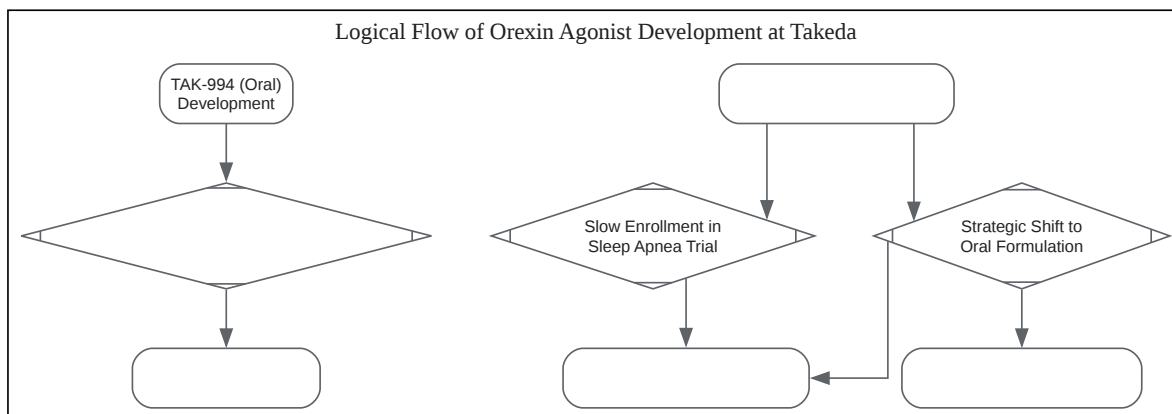 Logical Flow of Orexin Agonist Development at Takeda
TAK-994 (Oral)
Development
Slow Enrollment in
Sleep Apnea Trial
Strategic Shift to
Oral Formulation